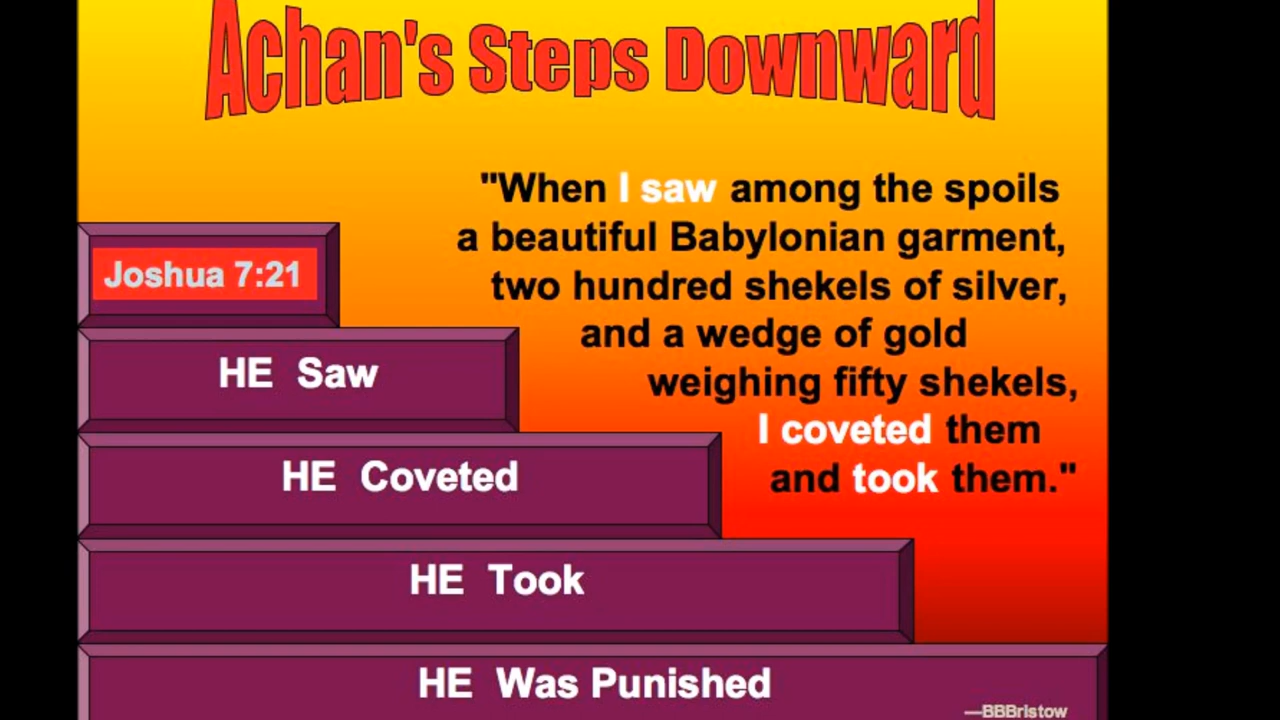 Achan's Steps Downward
"When I saw among the spoils
a beautiful Babylonian garment,
two hundred shekels of silver,
and a wedge of gold
weighing fifty shekels,
I coveted them
and took them."
Joshua 7:21
HE Saw
HE Coveted
HE Took
HE Was Punished
—BBBristow